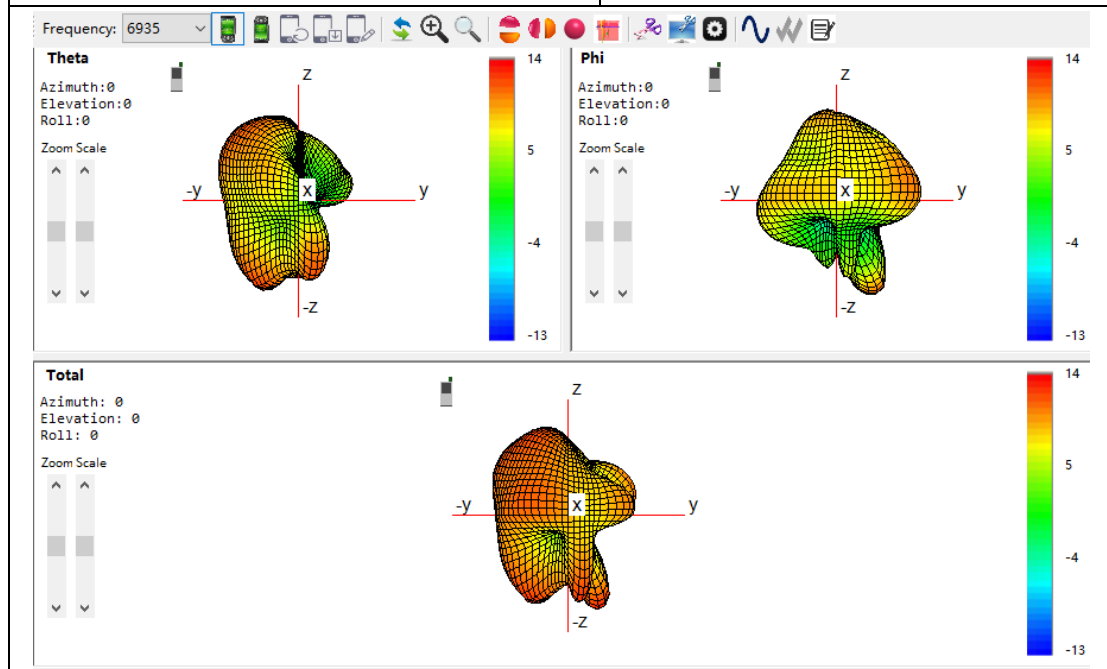 Frequency: 6935
Theta
Azimuth:0
Elevation:0
Roll:0
Zoom Scale
z
-y
x
y
-z
14
5
-4
-13
Phi
Azimuth:0
Elevation:0
Roll:0
Zoom Scale
z
-y
x
y
-z
14
5
-4
-13
Total
Azimuth: 0
Elevation: 0
Roll: 0
Zoom Scale
z
-y
x
y
-z
14
5
-4
-13